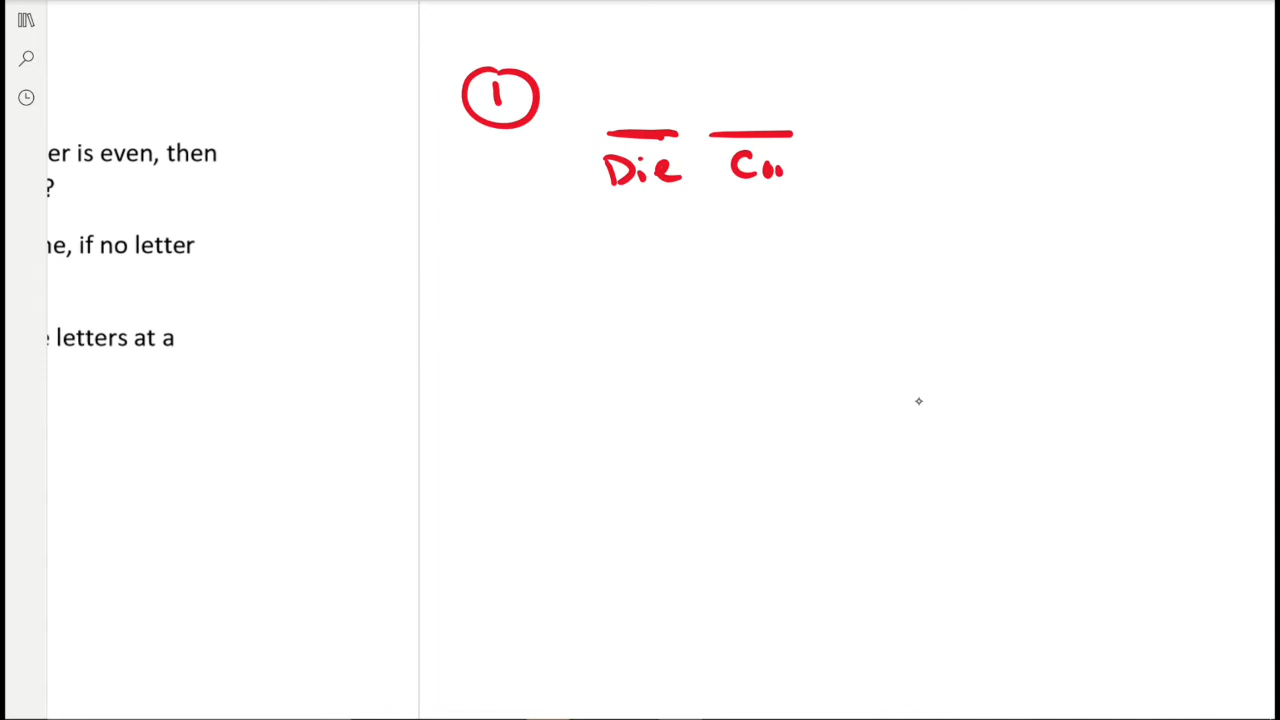 er is even, then
?
ne, if no letter
letters at a
1
Die